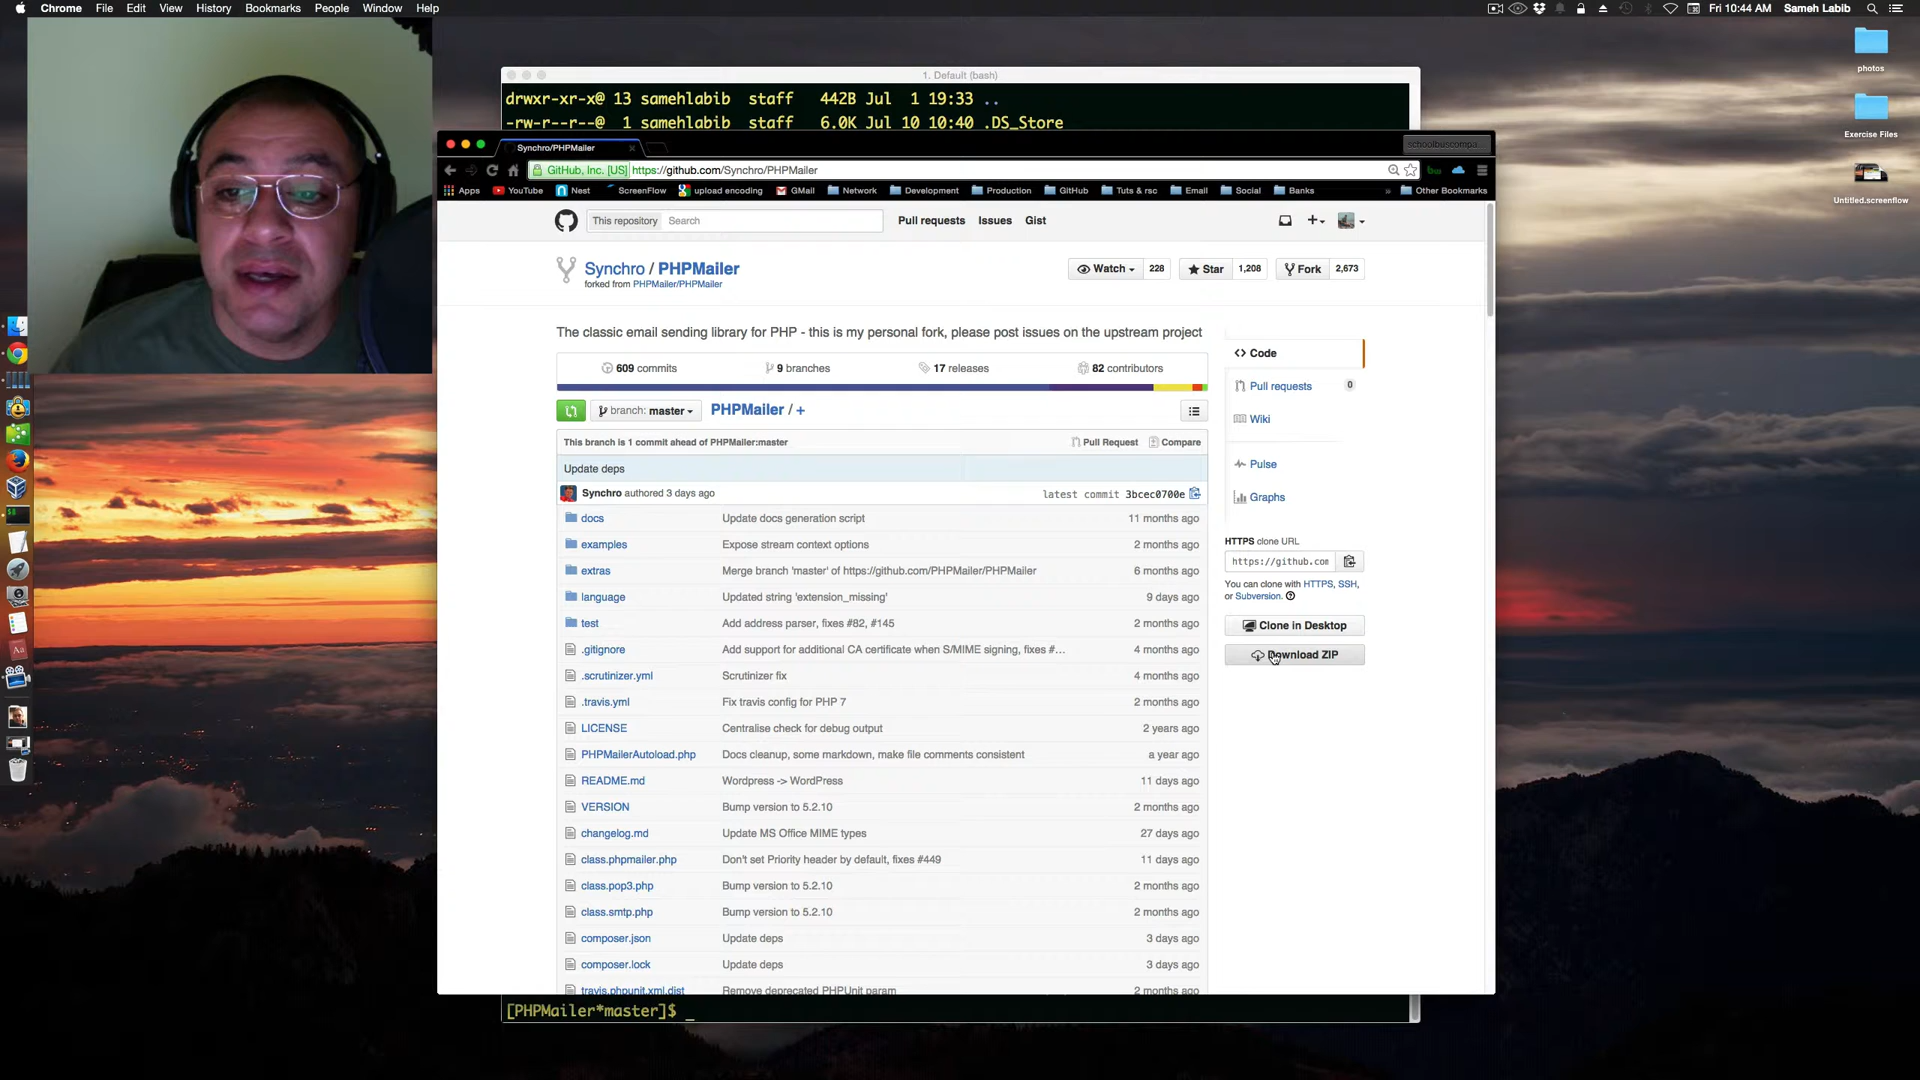 Chrome File Edit View History Bookmarks People Window Help
Fri 10:44 AM Sameh Labib
photos
Exercise Files
Untitled.screenflow
1. Default (bash)
drwxr-xr-x@ 13 samehlabib staff 442B Jul 1 19:33 ..
-rw-r--r--@ 1 samehlabib staff 6.0K Jul 10 10:40 .DS_Store
Synchro/PHPMailer
GitHub, Inc. [US] https://github.com/Synchro/PHPMailer
Apps YouTube Nest ScreenFlow upload encoding GMail Network Development Production GitHub Tuts & rsc Email Social Banks » Other Bookmarks
This repository Search Pull requests Issues Gist
Synchro / PHPMailer
forked from PHPMailer/PHPMailer
Watch 228 Star 1,208 Fork 2,673
The classic email sending library for PHP - this is my personal fork, please post issues on the upstream project
609 commits 9 branches 17 releases 82 contributors
branch: master PHPMailer / +
This branch is 1 commit ahead of PHPMailer:master Pull Request Compare
Update deps
Synchro authored 3 days ago latest commit 3bcec0700e
docs Update docs generation script 11 months ago
examples Expose stream context options 2 months ago
extras Merge branch 'master' of https://github.com/PHPMailer/PHPMailer 6 months ago
language Updated string 'extension_missing' 9 days ago
test Add address parser, fixes #82, #145 2 months ago
.gitignore Add support for additional CA certificate when S/MIME signing, fixes #… 4 months ago
.scrutinizer.yml Scrutinizer fix 4 months ago
.travis.yml Fix travis config for PHP 7 2 months ago
LICENSE Centralise check for debug output 2 years ago
PHPMailerAutoload.php Docs cleanup, some markdown, make file comments consistent a year ago
README.md Wordpress -> WordPress 11 days ago
VERSION Bump version to 5.2.10 2 months ago
changelog.md Update MS Office MIME types 27 days ago
class.phpmailer.php Don't set Priority header by default, fixes #449 11 days ago
class.pop3.php Bump version to 5.2.10 2 months ago
class.smtp.php Bump version to 5.2.10 2 months ago
composer.json Update deps 3 days ago
composer.lock Update deps 3 days ago
travis.phpunit.xml.dist Remove deprecated PHPUnit param 2 months ago
Code
Pull requests 0
Wiki
Pulse
Graphs
HTTPS clone URL
https://github.com
You can clone with HTTPS, SSH,
or Subversion.
Clone in Desktop
Download ZIP
[PHPMailer*master]$ _